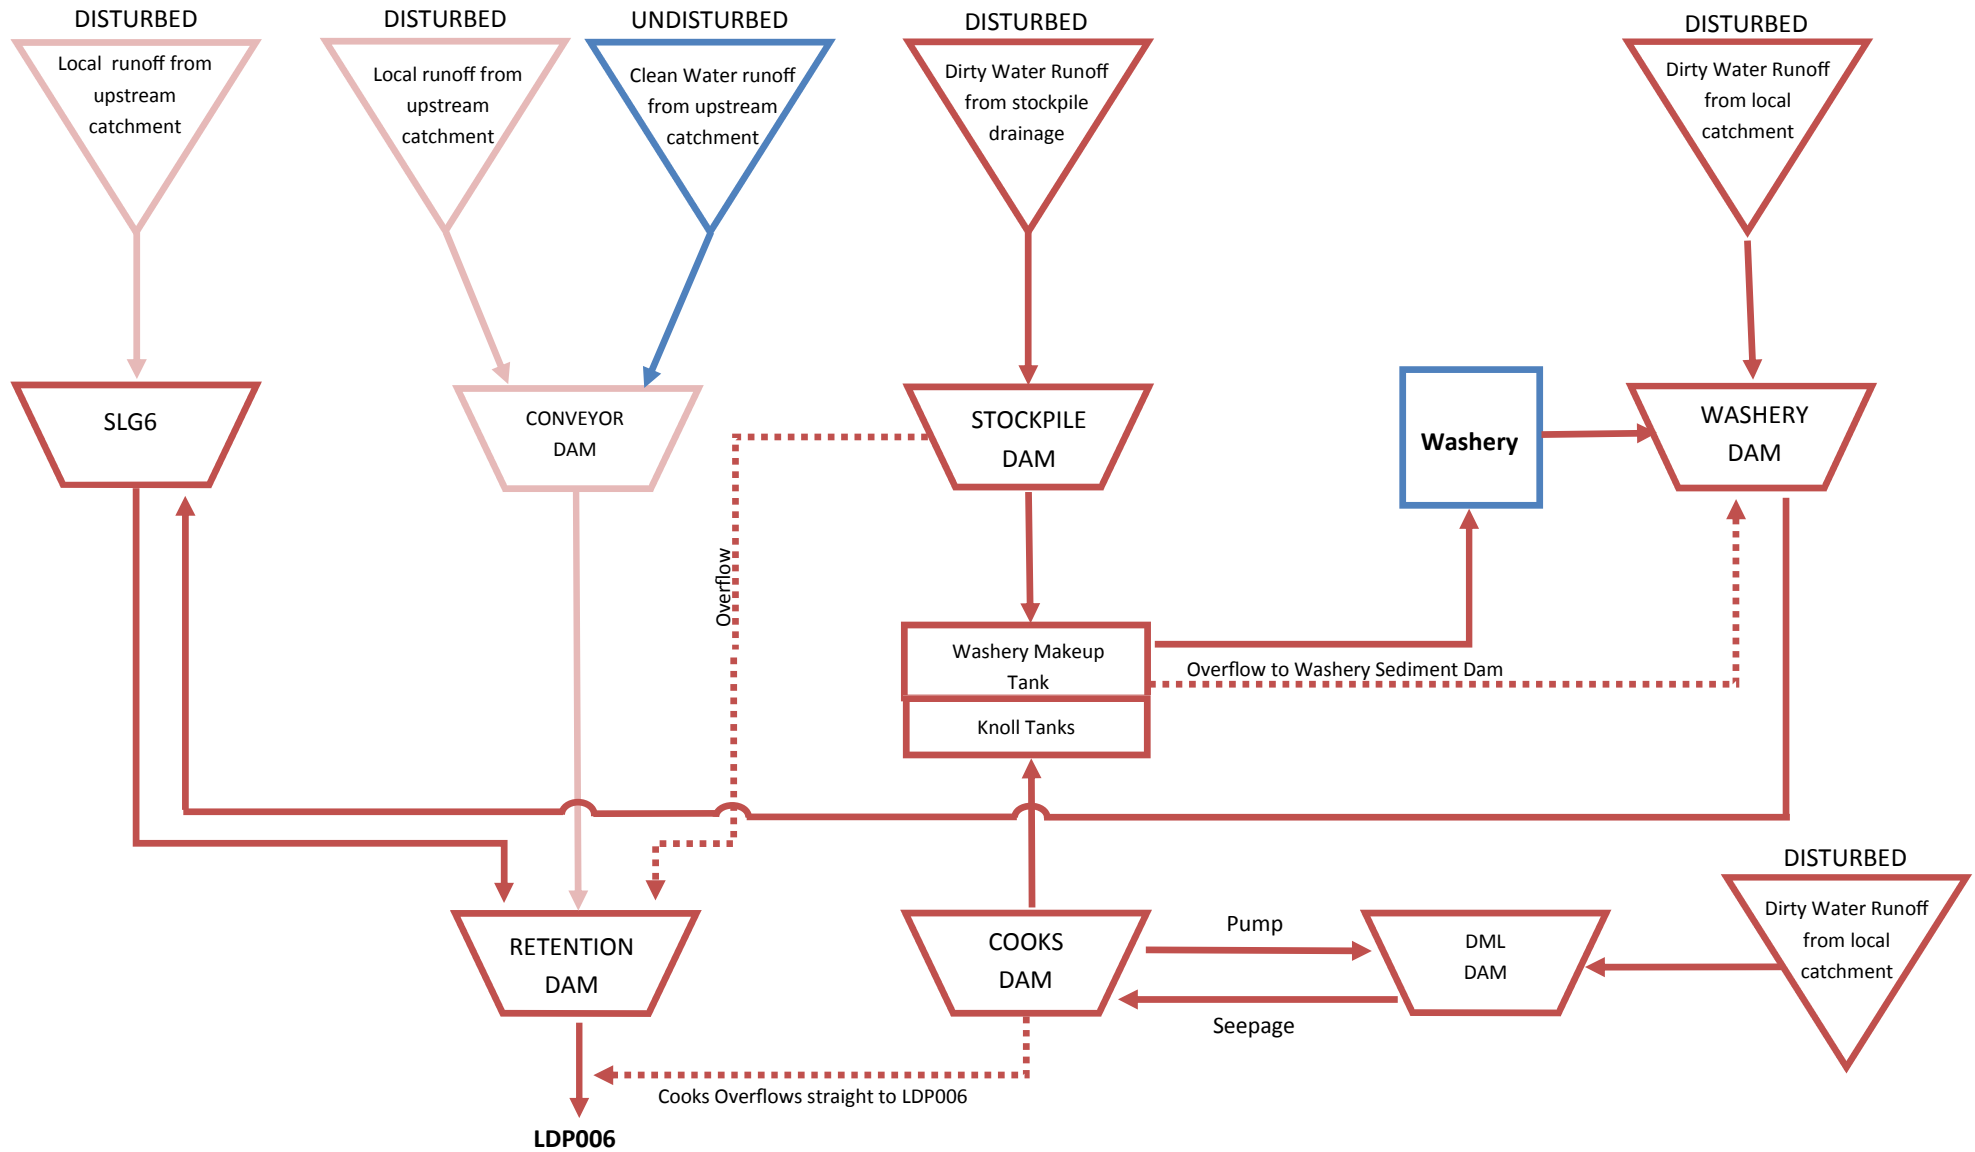 DISTURBED
DISTURBED
UNDISTURBED
DISTURBED
DISTURBED
Local runoff from
upstream
catchment
Local runoff from
upstream
catchment
Clean Water runoff
from upstream
catchment
Dirty Water Runoff
from stockpile
drainage
Dirty Water Runoff
from local
catchment
SLG6
CONVEYOR
DAM
STOCKPILE
DAM
Washery
WASHERY
DAM
Overflow
Washery Makeup
Tank
Overflow to Washery Sediment Dam
Knoll Tanks
DISTURBED
Dirty Water Runoff
from local
catchment
RETENTION
DAM
COOKS
DAM
Pump
DML
DAM
Seepage
Cooks Overflows straight to LDP006
LDP006